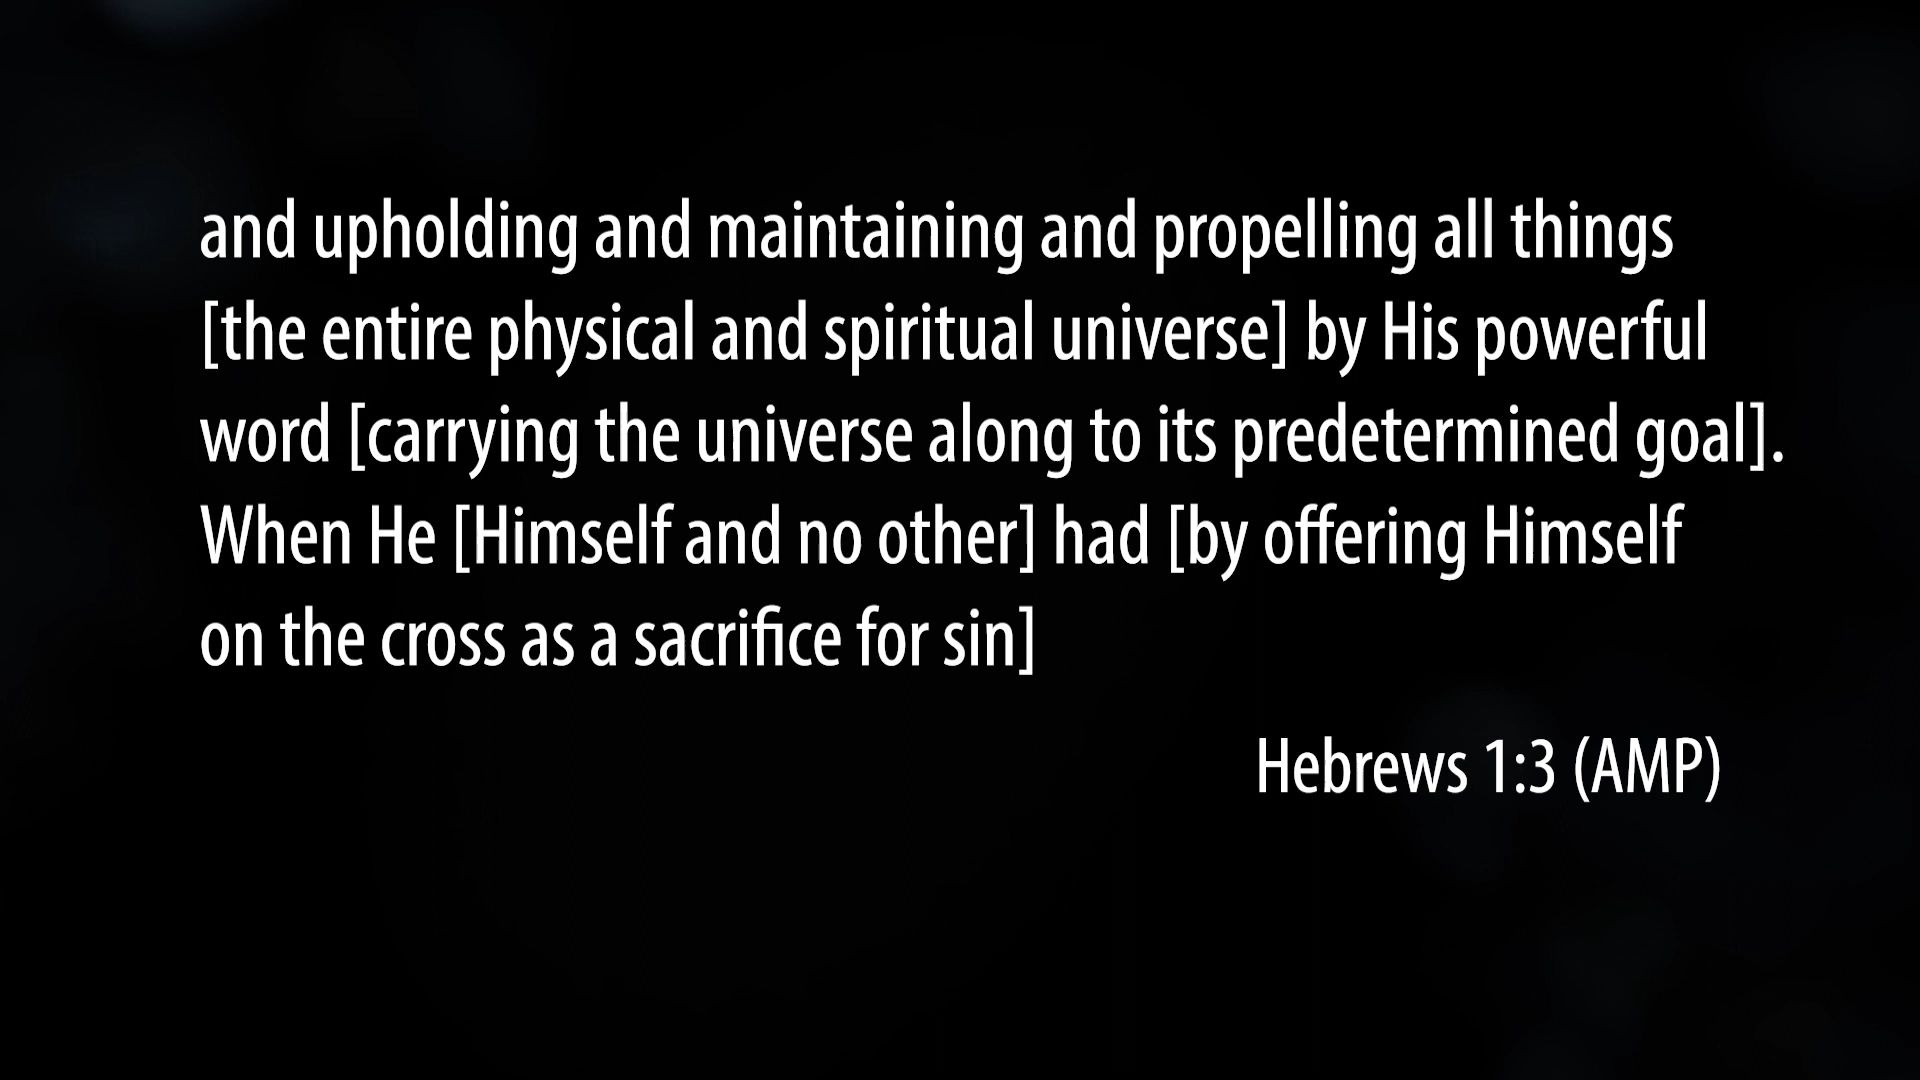 and upholding and maintaining and propelling all things
[the entire physical and spiritual universe] by His powerful
word [carrying the universe along to its predetermined goal].
When He [Himself and no other] had [by offering Himself
on the cross as a sacrifice for sin]
Hebrews 1:3 (AMP)